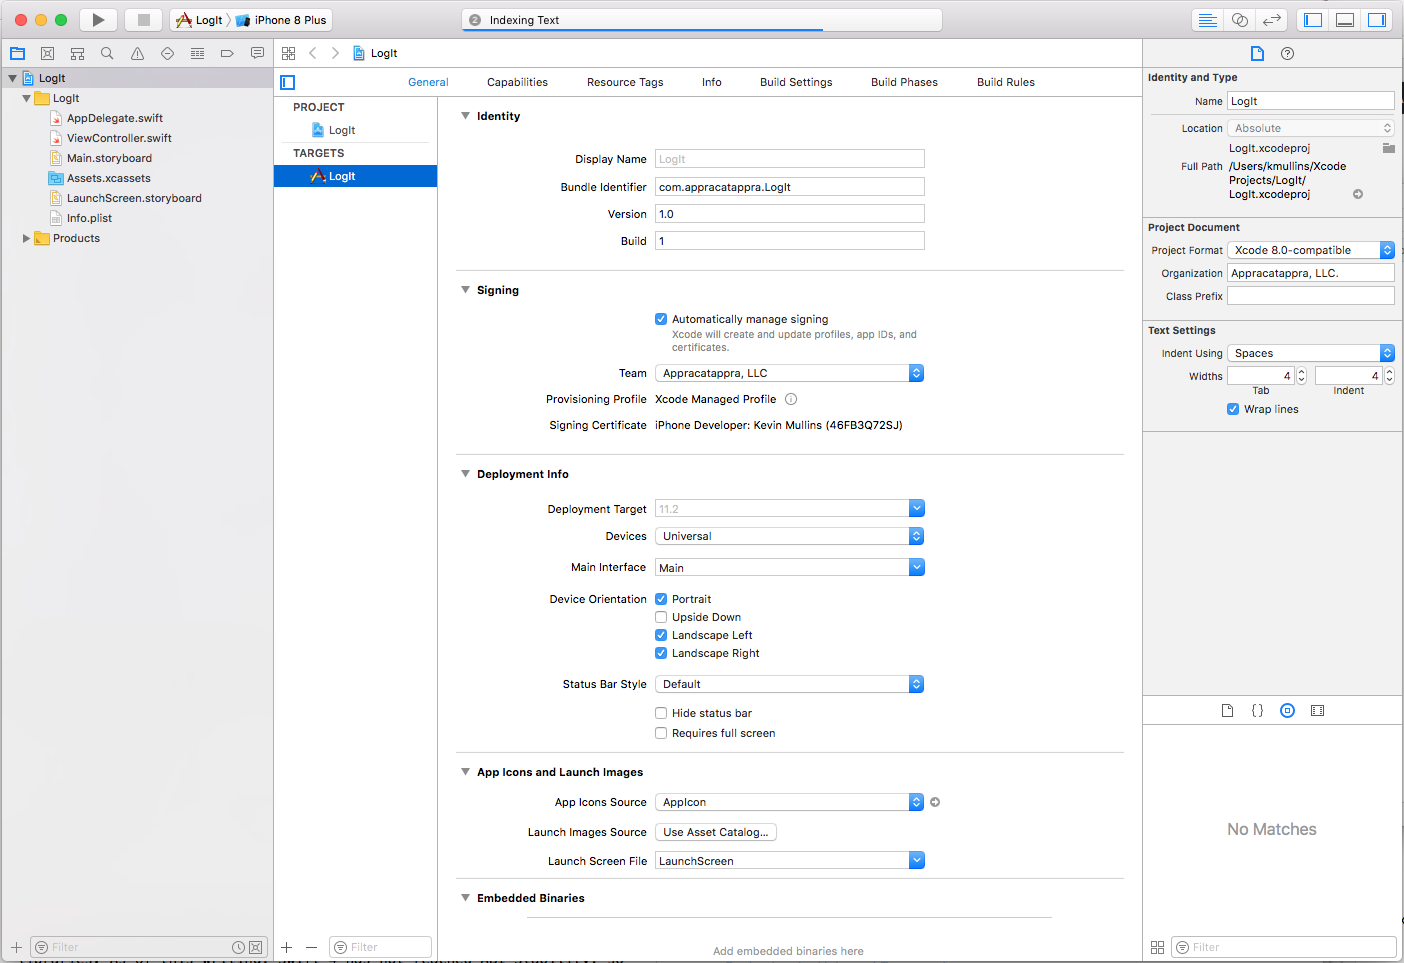 LogIt iPhone 8 Plus
2 Indexing Text
LogIt
LogIt
AppDelegate.swift
ViewController.swift
Main.storyboard
Assets.xcassets
LaunchScreen.storyboard
Info.plist
Products
Filter
LogIt
General Capabilities Resource Tags Info Build Settings Build Phases Build Rules
PROJECT
LogIt
TARGETS
LogIt
Filter
Identity
Display Name LogIt
Bundle Identifier com.appracatappra.LogIt
Version 1.0
Build 1
Signing
Automatically manage signing
Xcode will create and update profiles, app IDs, and
certificates.
Team Appracatappra, LLC
Provisioning Profile Xcode Managed Profile
Signing Certificate iPhone Developer: Kevin Mullins (46FB3Q72SJ)
Deployment Info
Deployment Target 11.2
Devices Universal
Main Interface Main
Device Orientation Portrait
Upside Down
Landscape Left
Landscape Right
Status Bar Style Default
Hide status bar
Requires full screen
App Icons and Launch Images
App Icons Source AppIcon
Launch Images Source Use Asset Catalog...
Launch Screen File LaunchScreen
Embedded Binaries
Add embedded binaries here
Identity and Type
Name LogIt
Location Absolute
LogIt.xcodeproj
Full Path /Users/kmullins/Xcode
Projects/LogIt/
LogIt.xcodeproj
Project Document
Project Format Xcode 8.0-compatible
Organization Appracatappra, LLC.
Class Prefix
Text Settings
Indent Using Spaces
Widths 4 4
Tab Indent
Wrap lines
No Matches
Filter